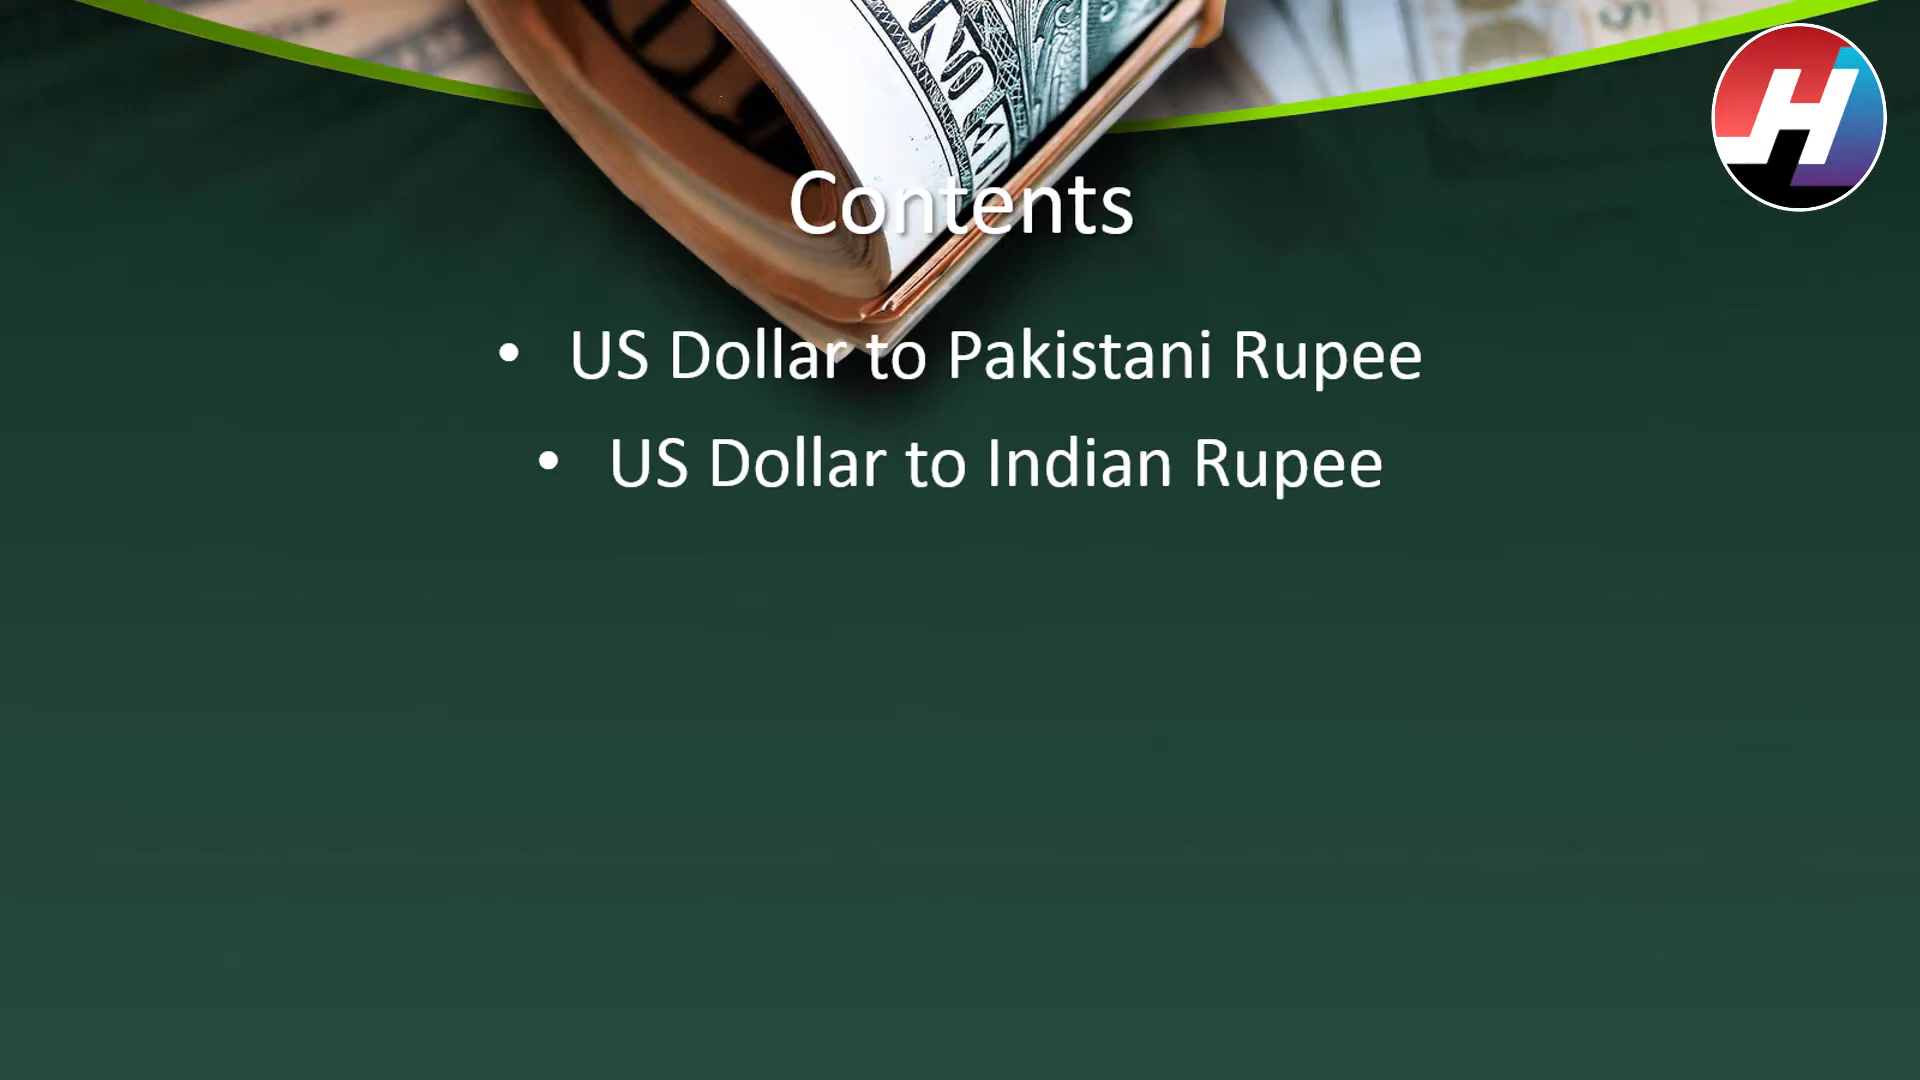 Contents
• US Dollar to Pakistani Rupee
• US Dollar to Indian Rupee